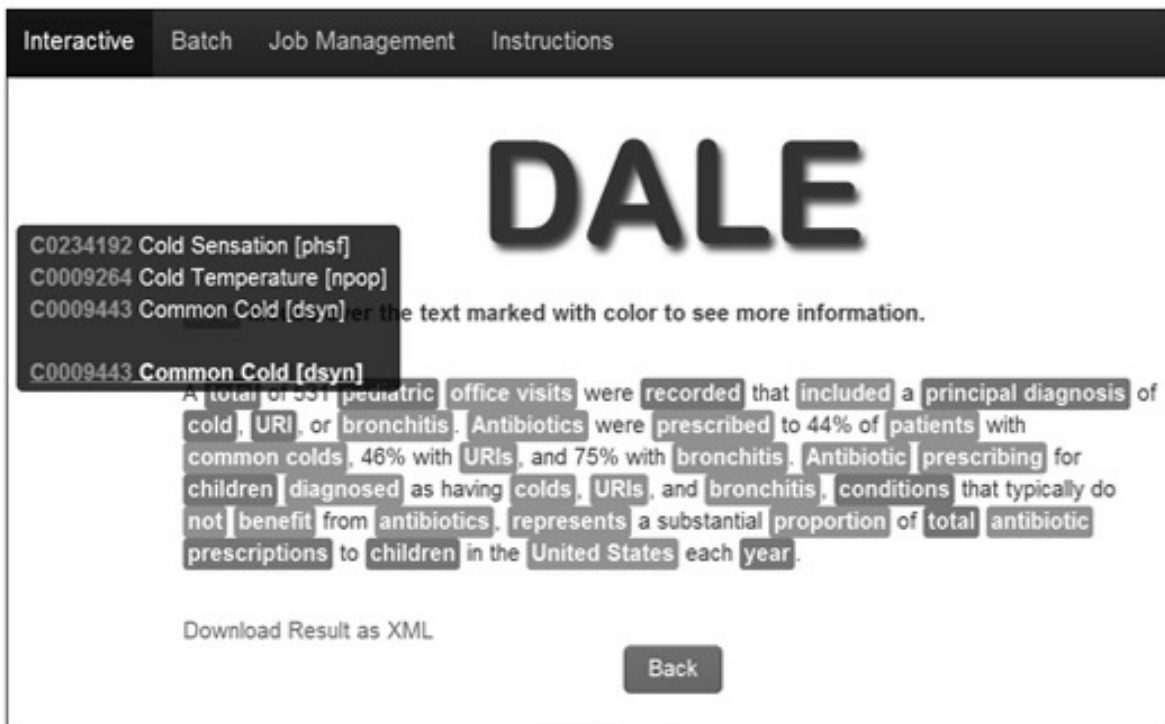 Interactive Batch Job Management Instructions
DALE
C0234192 Cold Sensation [phsf]
C0009264 Cold Temperature [npop]
C0009443 Common Cold [dsyn]
the text marked with color to see more information.
C0009443 Common Cold [dsyn]
A total of 531 pediatric office visits were recorded that included a principal diagnosis of
cold, URI, or bronchitis. Antibiotics were prescribed to 44% of patients with
common colds, 46% with URIs, and 75% with bronchitis. Antibiotic prescribing for
children diagnosed as having colds, URIs, and bronchitis, conditions that typically do
not benefit from antibiotics, represents a substantial proportion of total antibiotic
prescriptions to children in the United States each year.
Download Result as XML
Back